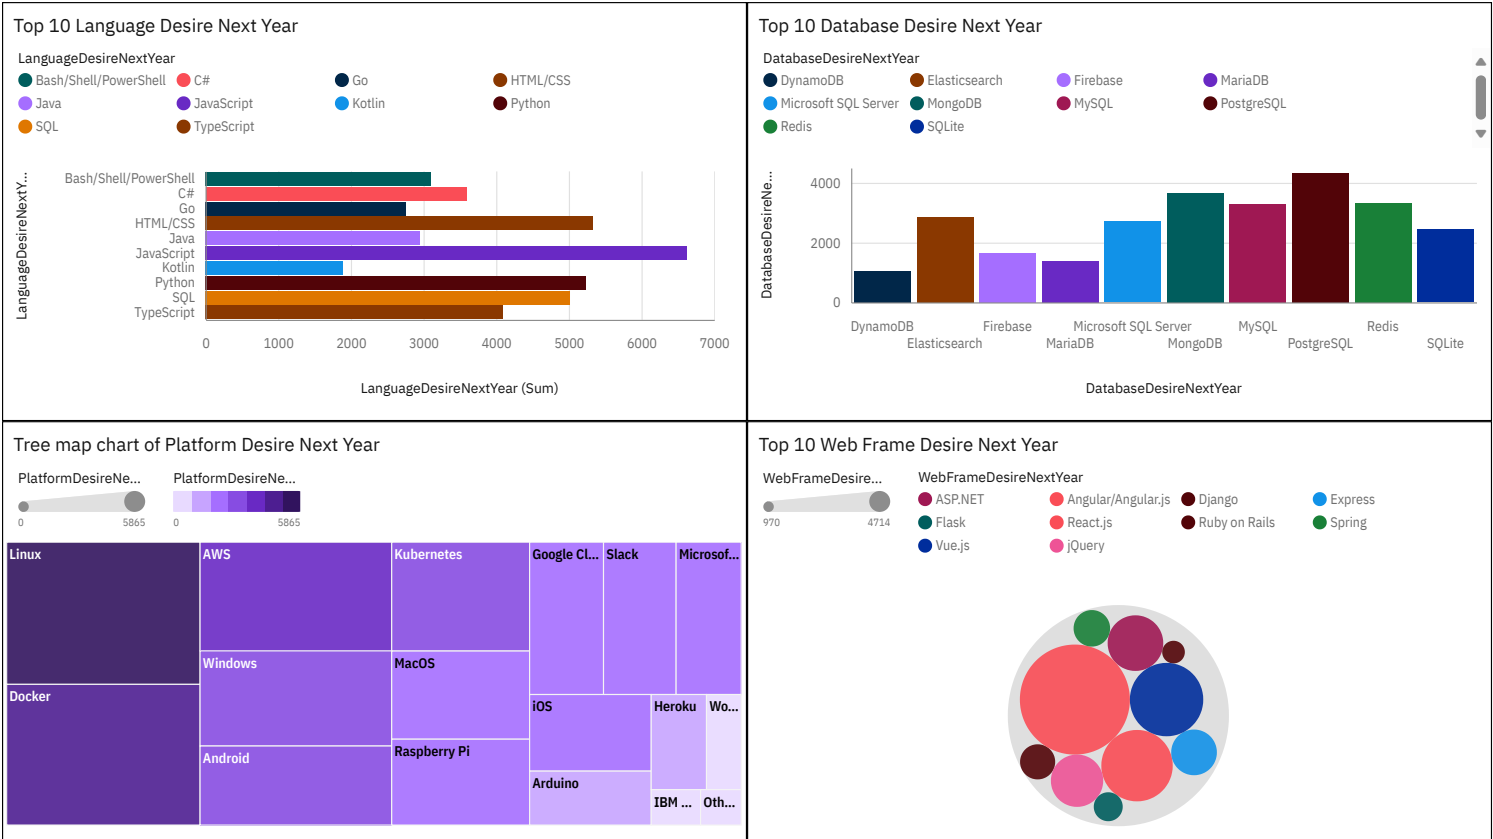 Top 10 Language Desire Next Year
LanguageDesireNextYear
Bash/Shell/PowerShell C# Go HTML/CSS
Java JavaScript Kotlin Python
SQL TypeScript
LanguageDesireNextY...
Bash/Shell/PowerShell
C#
Go
HTML/CSS
Java
JavaScript
Kotlin
Python
SQL
TypeScript
0 1000 2000 3000 4000 5000 6000 7000
LanguageDesireNextYear (Sum)
Top 10 Database Desire Next Year
DatabaseDesireNextYear
DynamoDB Elasticsearch Firebase MariaDB
Microsoft SQL Server MongoDB MySQL PostgreSQL
Redis SQLite
DatabaseDesireNe...
4000
2000
0
DynamoDB Firebase Microsoft SQL Server MySQL Redis
Elasticsearch MariaDB MongoDB PostgreSQL SQLite
DatabaseDesireNextYear
Tree map chart of Platform Desire Next Year
PlatformDesireNe... PlatformDesireNe...
0 5865 0 5865
Linux AWS Kubernetes Google Cl... Slack Microsof...
Windows MacOS
Docker iOS Heroku Wo...
Android Raspberry Pi
Arduino
IBM ... Oth...
Top 10 Web Frame Desire Next Year
WebFrameDesire... WebFrameDesireNextYear
970 4714
ASP.NET Angular/Angular.js Django Express
Flask React.js Ruby on Rails Spring
Vue.js jQuery